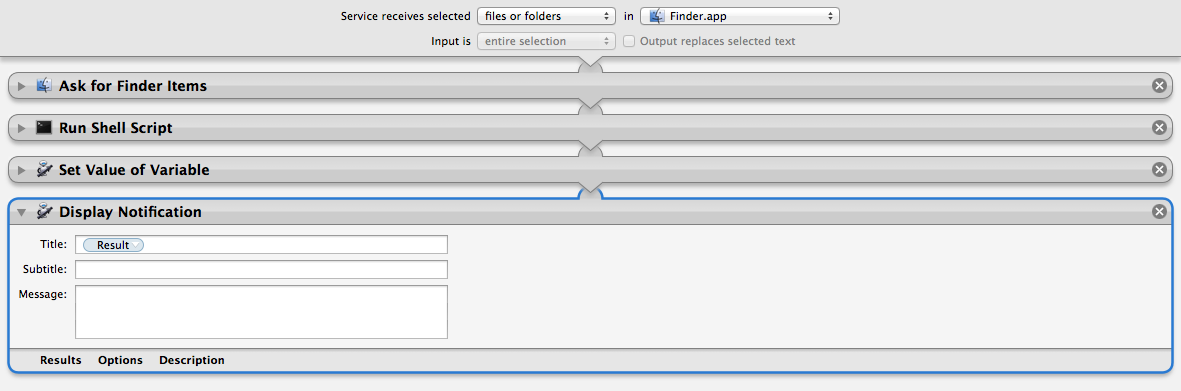 Service receives selected files or folders in Finder.app
Input is entire selection Output replaces selected text
Ask for Finder Items
Run Shell Script
Set Value of Variable
Display Notification
Title: Result
Subtitle:
Message:
Results Options Description